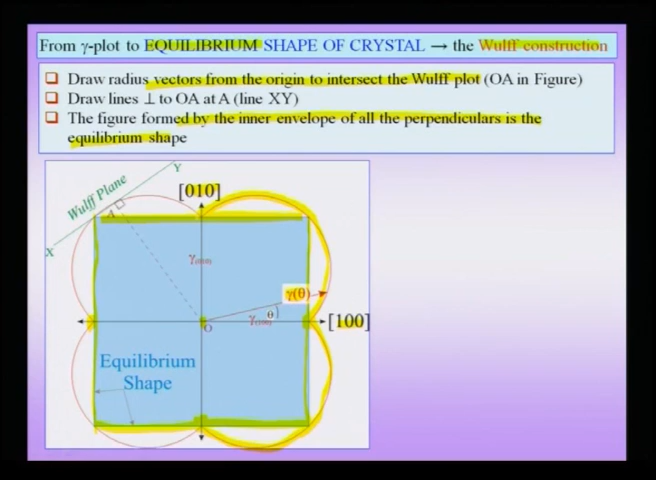 From γ-plot to EQUILIBRIUM SHAPE OF CRYSTAL → the Wulff construction
❑ Draw radius vectors from the origin to intersect the Wulff plot (OA in Figure)
❑ Draw lines ⊥ to OA at A (line XY)
❑ The figure formed by the inner envelope of all the perpendiculars is the
equilibrium shape
Y
Wulff Plane
[010]
A
X
γ(010)
γ(θ)
θ
γ(100)
[100]
O
Equilibrium
Shape